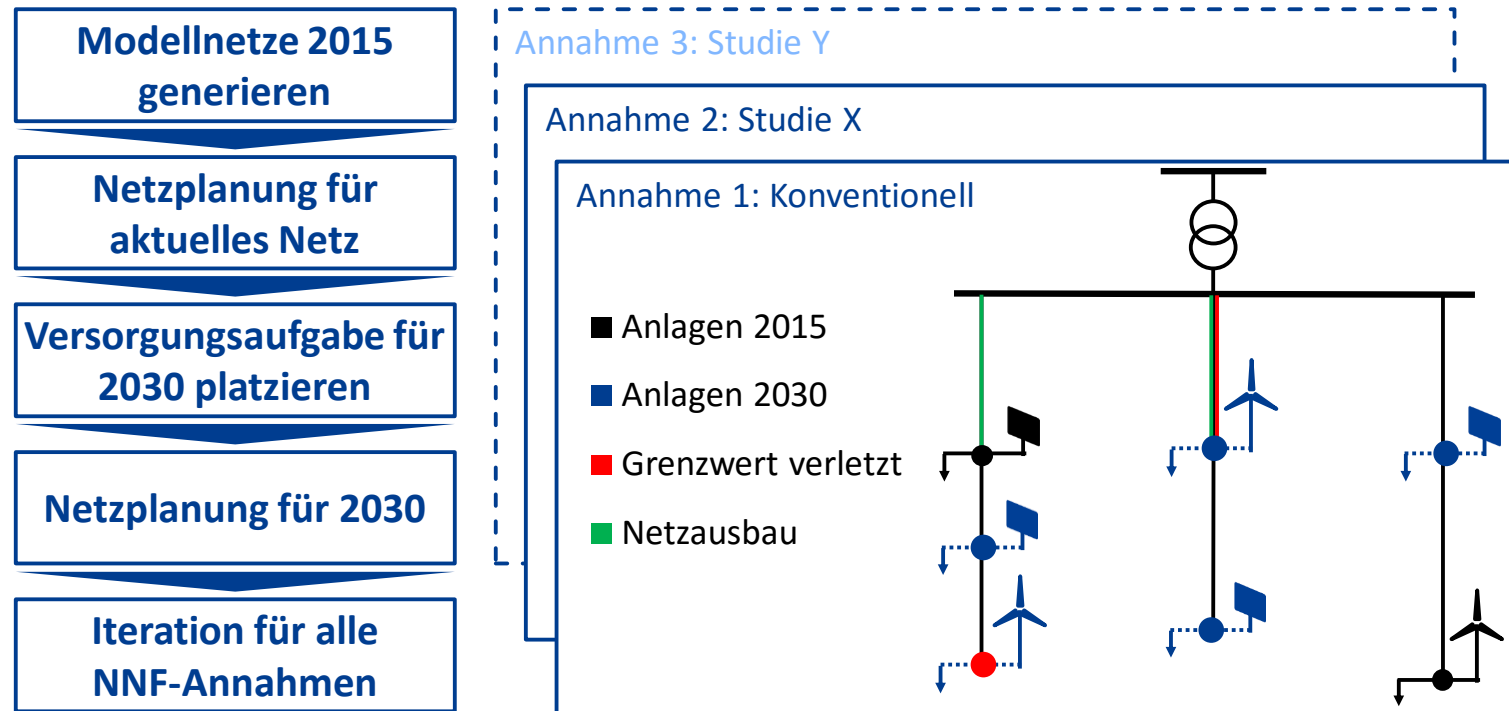 Modellnetze 2015
generieren
Netzplanung für
aktuelles Netz
Versorgungsaufgabe für
2030 platzieren
Netzplanung für 2030
Iteration für alle
NNF-Annahmen
Annahme 3: Studie Y
Annahme 2: Studie X
Annahme 1: Konventionell
Anlagen 2015
Anlagen 2030
Grenzwert verletzt
Netzausbau